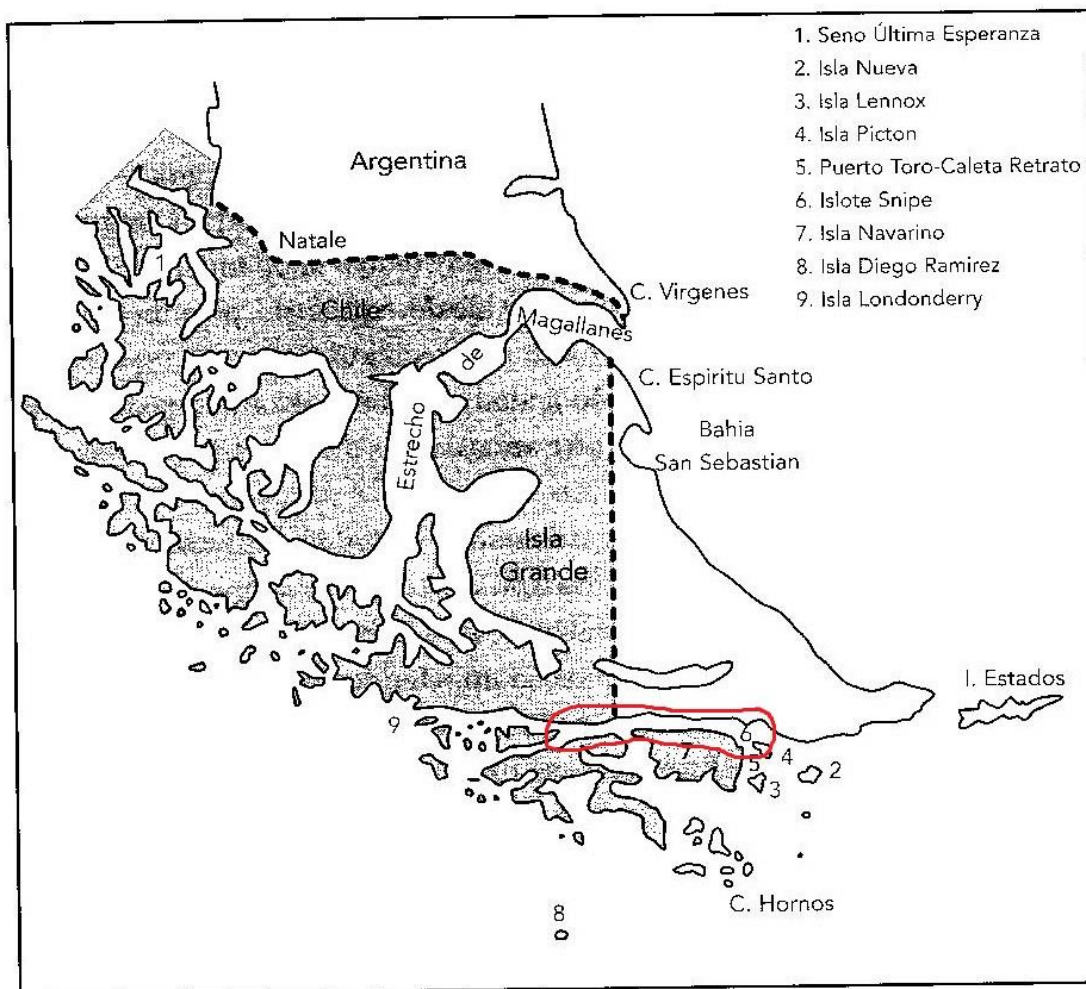 1. Seno Última Esperanza
2. Isla Nueva
3. Isla Lennox
4. Isla Picton
5. Puerto Toro-Caleta Retrato
6. Islote Snipe
7. Isla Navarino
8. Isla Diego Ramirez
9. Isla Londonderry
Argentina
Natale
1
C. Virgenes
Chile
Magallanes
de
C. Espiritu Santo
Estrecho
Bahia
San Sebastian
Isla
Grande
I. Estados
9
6
7
5
4
2
3
C. Hornos
8